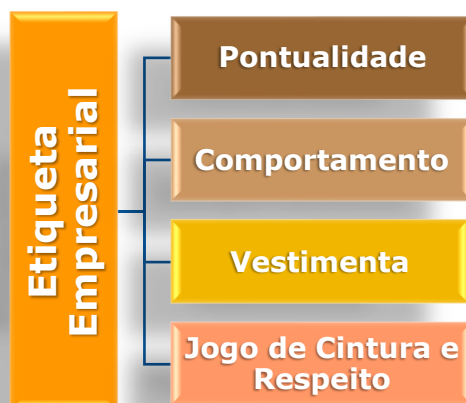 Etiqueta
Empresarial
Pontualidade
Comportamento
Vestimenta
Jogo de Cintura e
Respeito